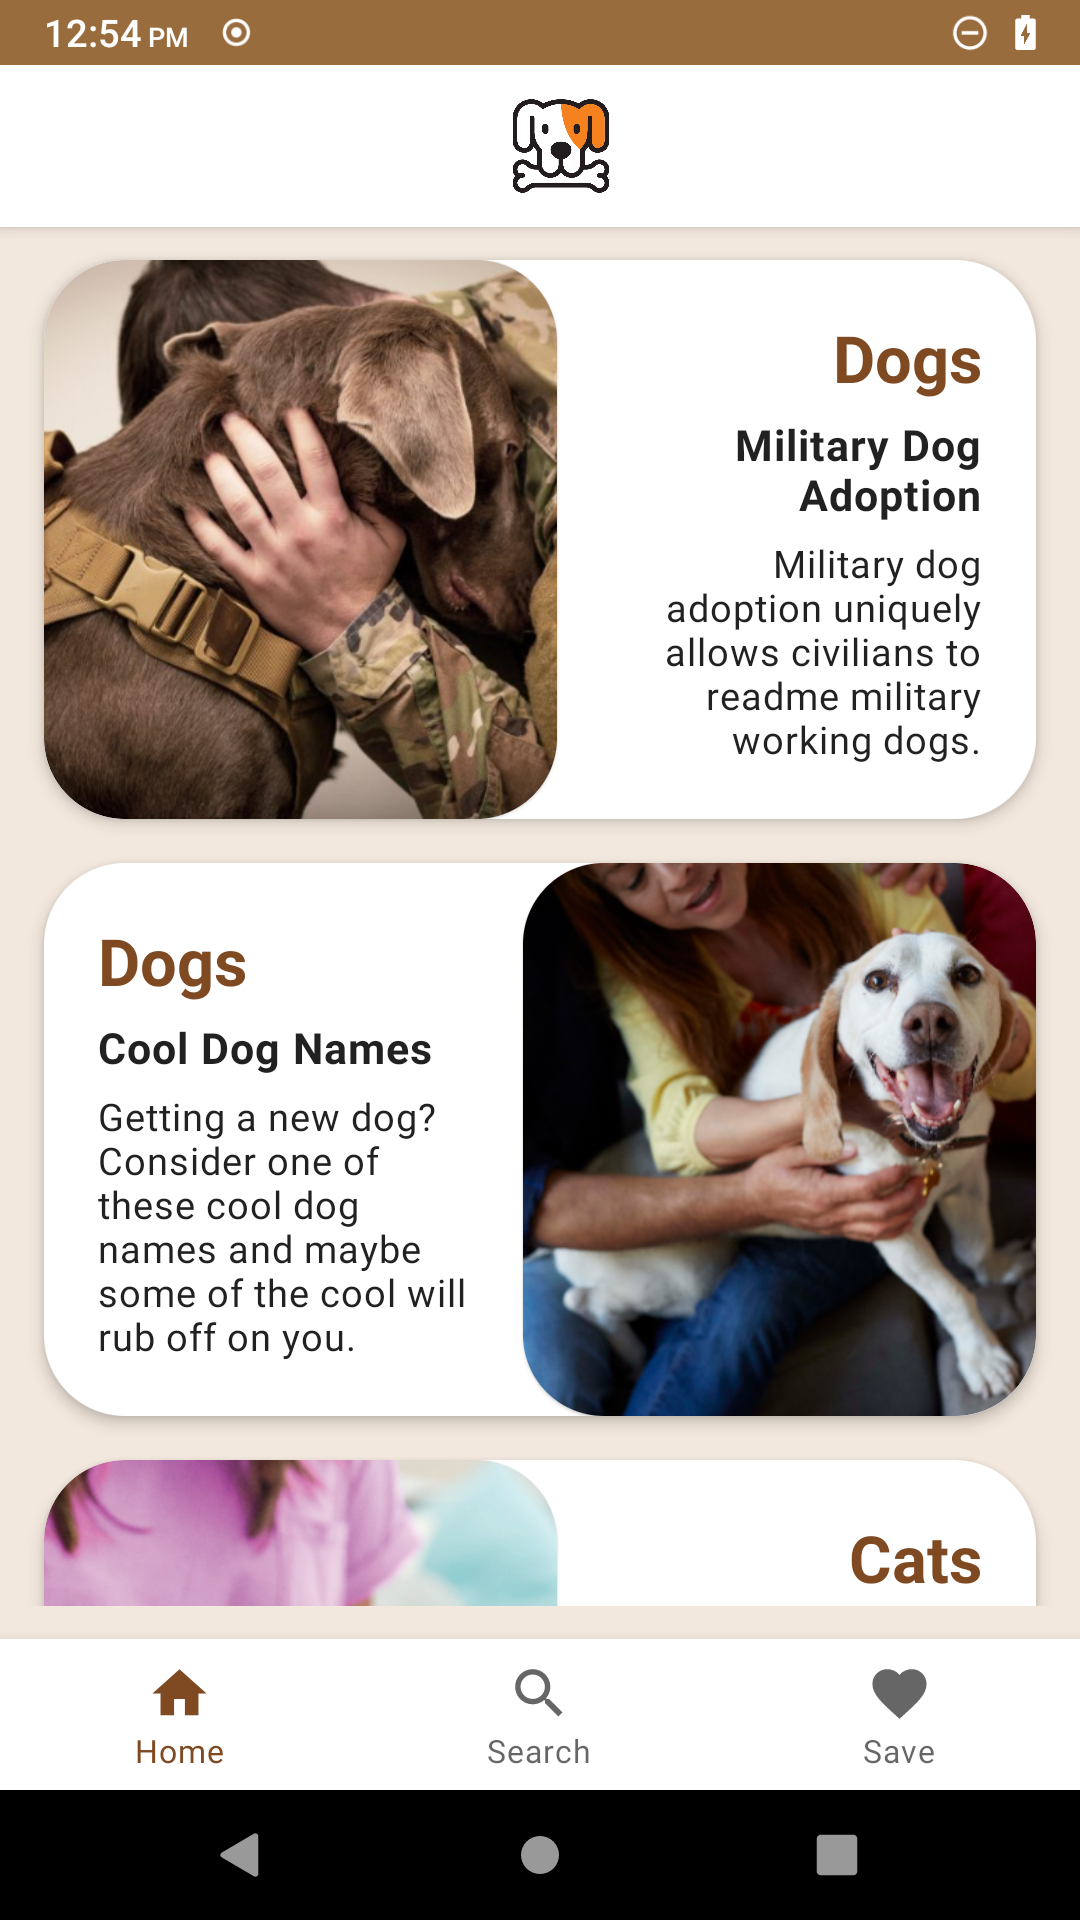 12:54 PM
Dogs
Military Dog
Adoption
Military dog
adoption uniquely
allows civilians to
readme military
working dogs.
Dogs
Cool Dog Names
Getting a new dog?
Consider one of
these cool dog
names and maybe
some of the cool will
rub off on you.
Cats
Home
Search
Save